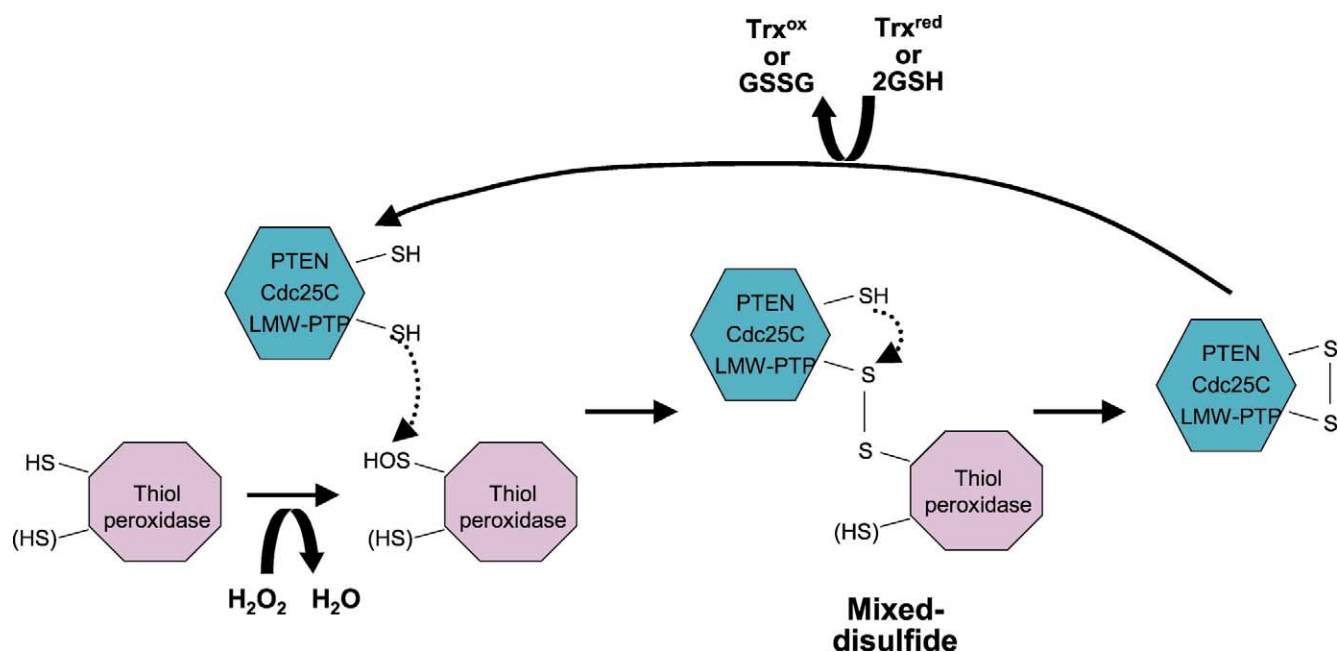 Trx^ox
or
GSSG
Trx^red
or
2GSH
PTEN
Cdc25C
LMW-PTP
SH
SH
HS
(HS)
Thiol
peroxidase
H₂O₂
H₂O
HOS
(HS)
Thiol
peroxidase
PTEN
Cdc25C
LMW-PTP
SH
S
S
(HS)
Thiol
peroxidase
Mixed-
disulfide
PTEN
Cdc25C
LMW-PTP
S
S